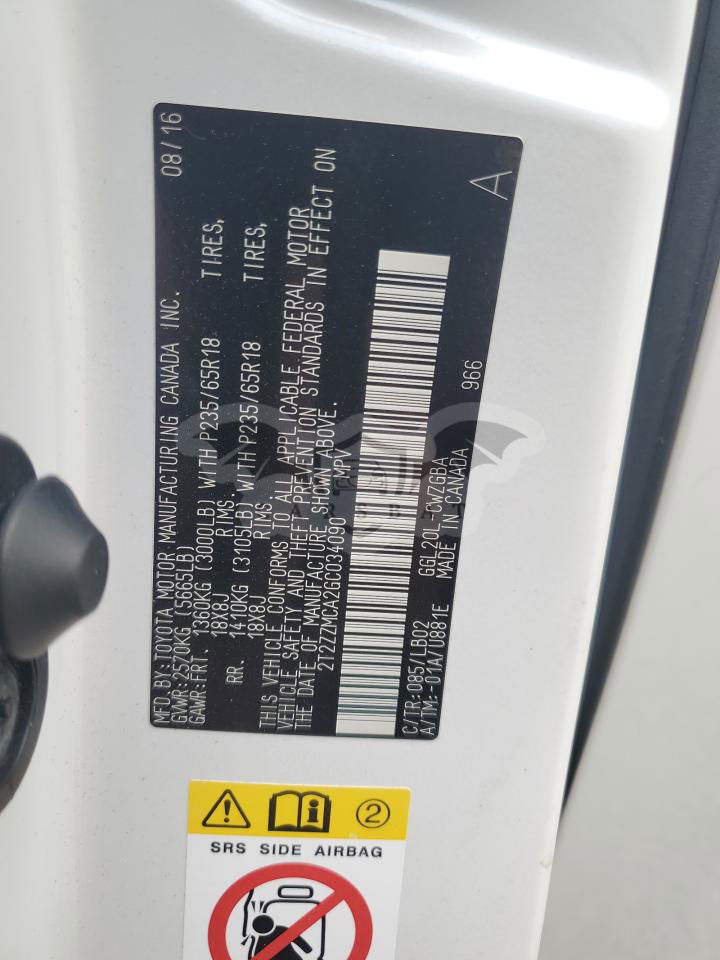 MFD.BY:TOYOTA MOTOR MANUFACTURING CANADA INC. 08/16
GVWR:2570KG (5665LB)
GAWR:FRT. 1360KG (3000LB) WITH P235/65R18 TIRES,
18X8J RIMS.
RR. 1410KG (3105LB) WITH P235/65R18 TIRES,
18X8J RIMS
THIS VEHICLE CONFORMS TO ALL APPLICABLE FEDERAL MOTOR
VEHICLE SAFETY AND THEFT PREVENTION STANDARDS IN EFFECT ON
THE DATE OF MANUFACTURE SHOWN ABOVE.
2T2ZZMCA2GC034090 MPV
C/TR:085/LB02 GGL20L-CWZGBA 966
A/TM:-01A/U881E MADE IN CANADA A
AIRSBAT
2
SRS SIDE AIRBAG